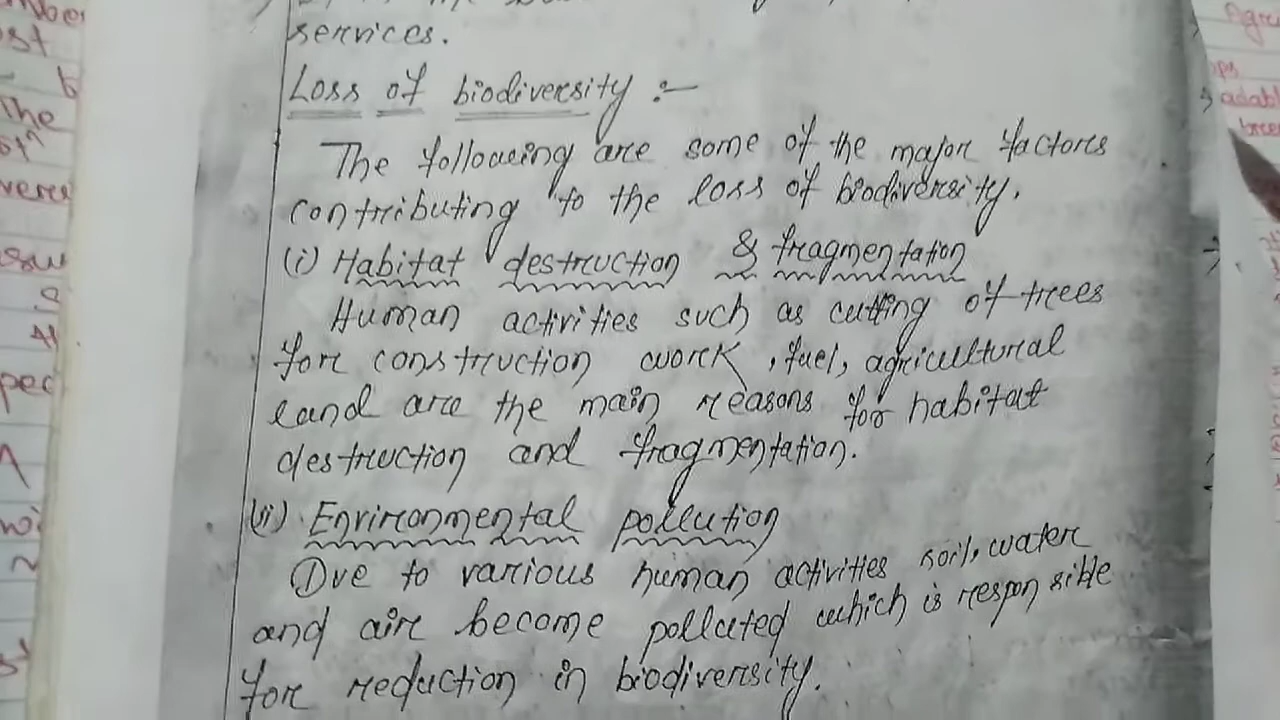 services.
Loss of biodiversity :-
The following are some of the major factors
contributing to the loss of biodiversity.
(i) Habitat destruction & fragmentation
Human activities such as cutting of trees
for construction work, fuel, agricultural
land are the main reasons for habitat
destruction and fragmentation.
(ii) Environmental pollution
Due to various human activities soil, water
and air become polluted which is responsible
for reduction in biodiversity.